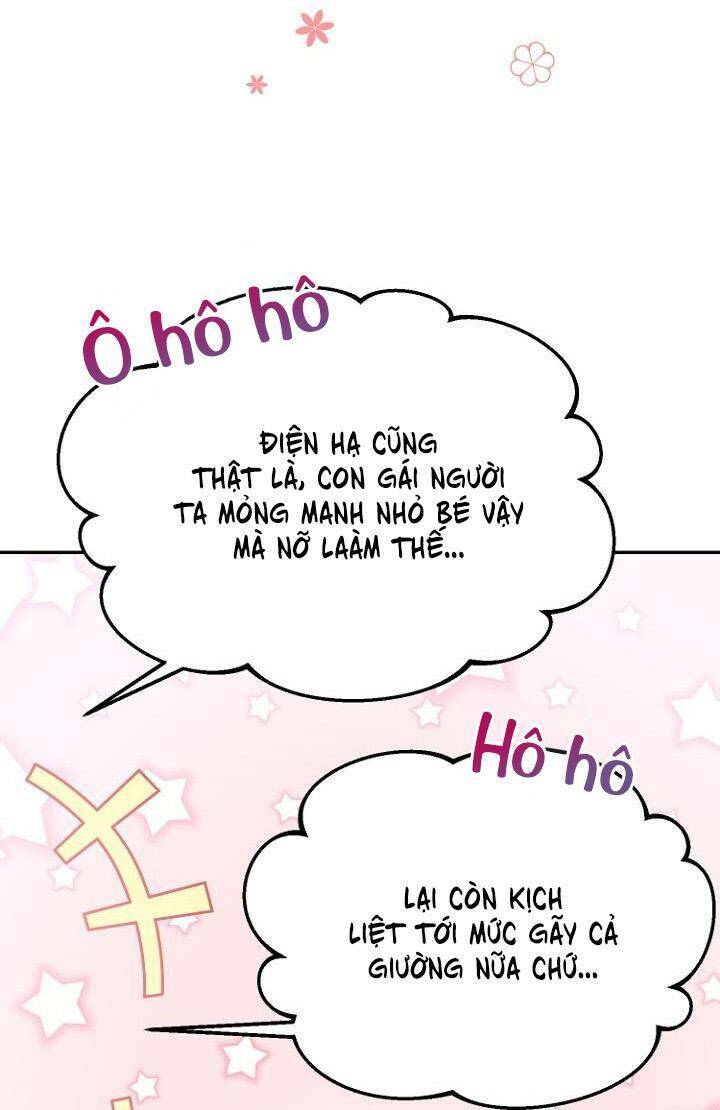 Ô hô hô
ĐIỆN HẠ CŨNG
THẬT LÀ, CON GÁI NGƯỜI
TA MỎNG MANH NHỎ BÉ VẬY
MÀ NỠ LAÀM THẾ...
Hô hô
LẠI CÒN KỊCH
LIỆT TỚI MỨC GÃY CẢ
GIƯỜNG NỮA CHỨ...